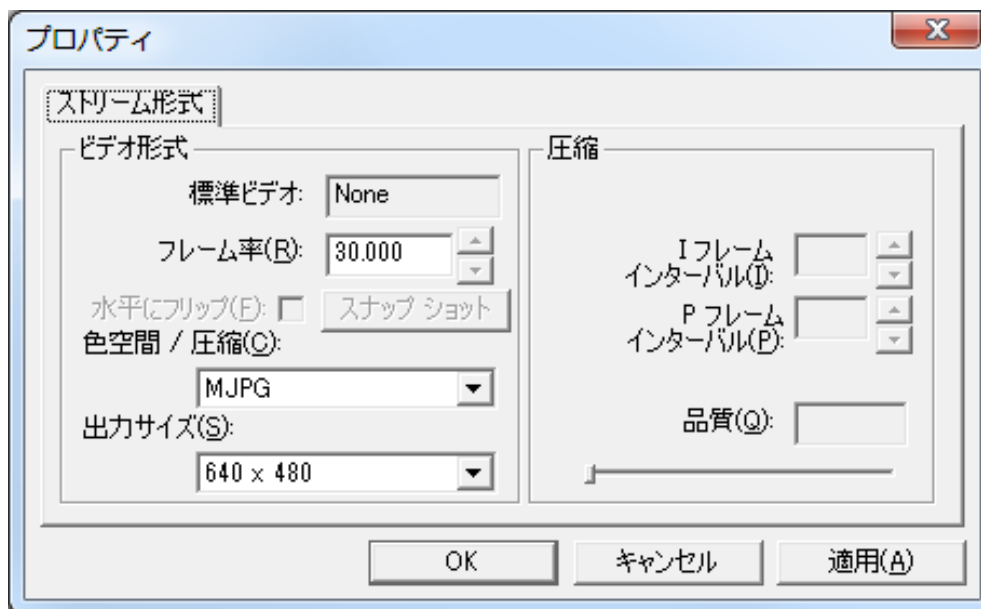 プロパティ
ストリーム形式
ビデオ形式
標準ビデオ: None
フレーム率(R): 30.000
水平にフリップ(F):
スナップ ショット
色空間 / 圧縮(C):
MJPG
出力サイズ(S):
640 x 480
圧縮
I フレーム
インターバル(I):
P フレーム
インターバル(P):
品質(Q):
OK
キャンセル
適用(A)